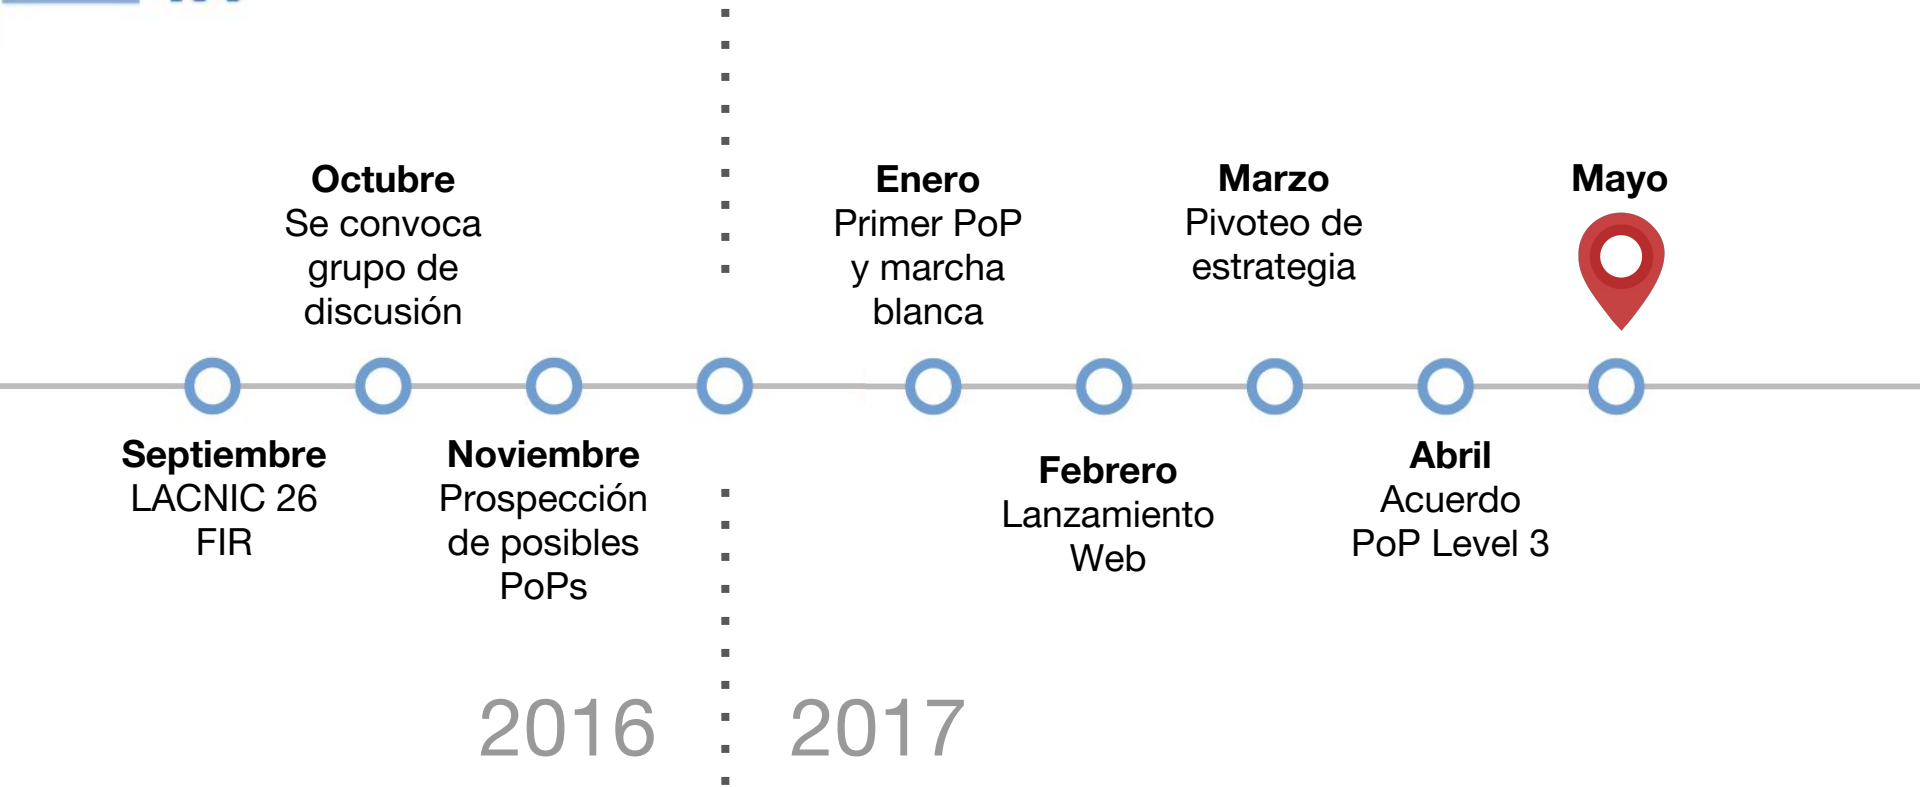 Octubre
Se convoca
grupo de
discusión
Enero
Primer PoP
y marcha
blanca
Marzo
Pivoteo de
estrategia
Mayo
Septiembre
LACNIC 26
FIR
Noviembre
Prospección
de posibles
PoPs
Febrero
Lanzamiento
Web
Abril
Acuerdo
PoP Level 3
2016
2017